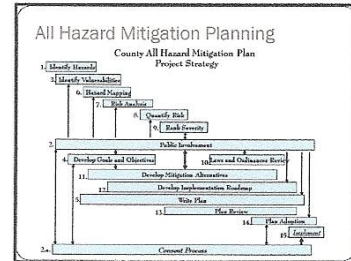 All Hazard Mitigation Planning
County All Hazard Mitigation Plan
Project Strategy
1. Identify Hazards
3. Identify Vulnerabilities
6. Hazard Mapping
7. Risk Analysis
8. Quantify Risk
9. Rank Severity
2. Public Involvement
4. Develop Goals and Objectives
10. Laws and Ordinances Review
11. Develop Mitigation Alternatives
12. Develop Implementation Roadmap
5. Write Plan
13. Plan Review
14. Plan Adoption
15. Implement
2.a. Consent Process